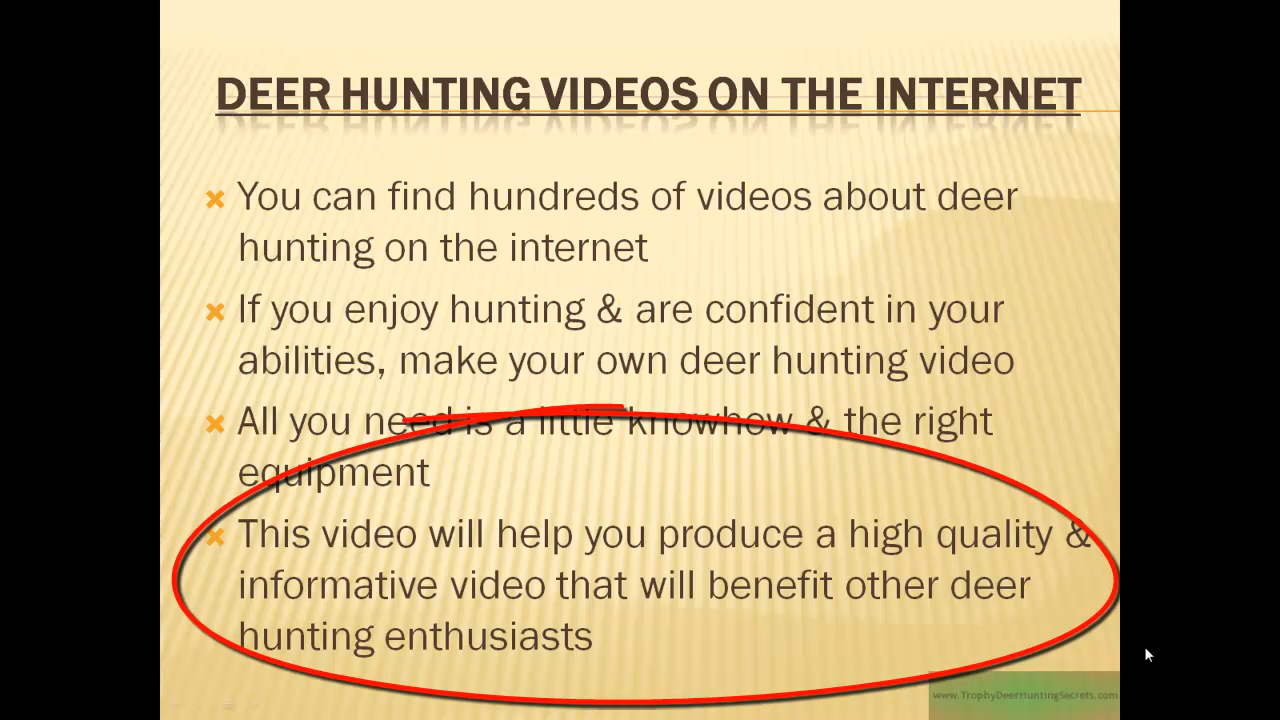 DEER HUNTING VIDEOS ON THE INTERNET
You can find hundreds of videos about deer
hunting on the internet
If you enjoy hunting & are confident in your
abilities, make your own deer hunting video
All you need is a little knowhow & the right
equipment
This video will help you produce a high quality &
informative video that will benefit other deer
hunting enthusiasts
www.TrophyDeerHuntingSecrets.com